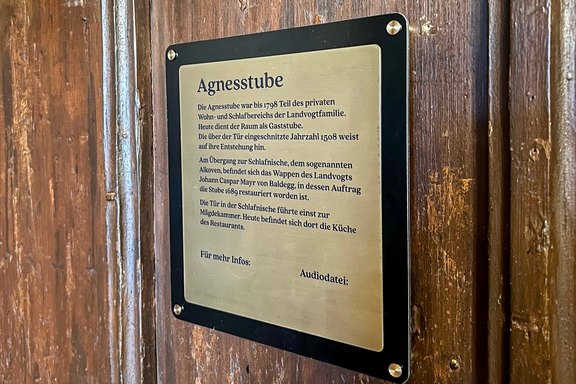 Agnesstube
Die Agnesstube war bis 1798 Teil des privaten
Wohn- und Schlafbereichs der Landvogtfamilie.
Heute dient der Raum als Gaststube.
Die über der Tür eingeschnitzte Jahrzahl 1508 weist
auf ihre Entstehung hin.
Am Übergang zur Schlafnische, dem sogenannten
Alkoven, befindet sich das Wappen des Landvogts
Johann Caspar Mayr von Baldegg, in dessen Auftrag
die Stube 1689 restauriert worden ist.
Die Tür in der Schlafnische führte einst zur
Mägdekammer. Heute befindet sich dort die Küche
des Restaurants.
Für mehr Infos:
Audiodatei: